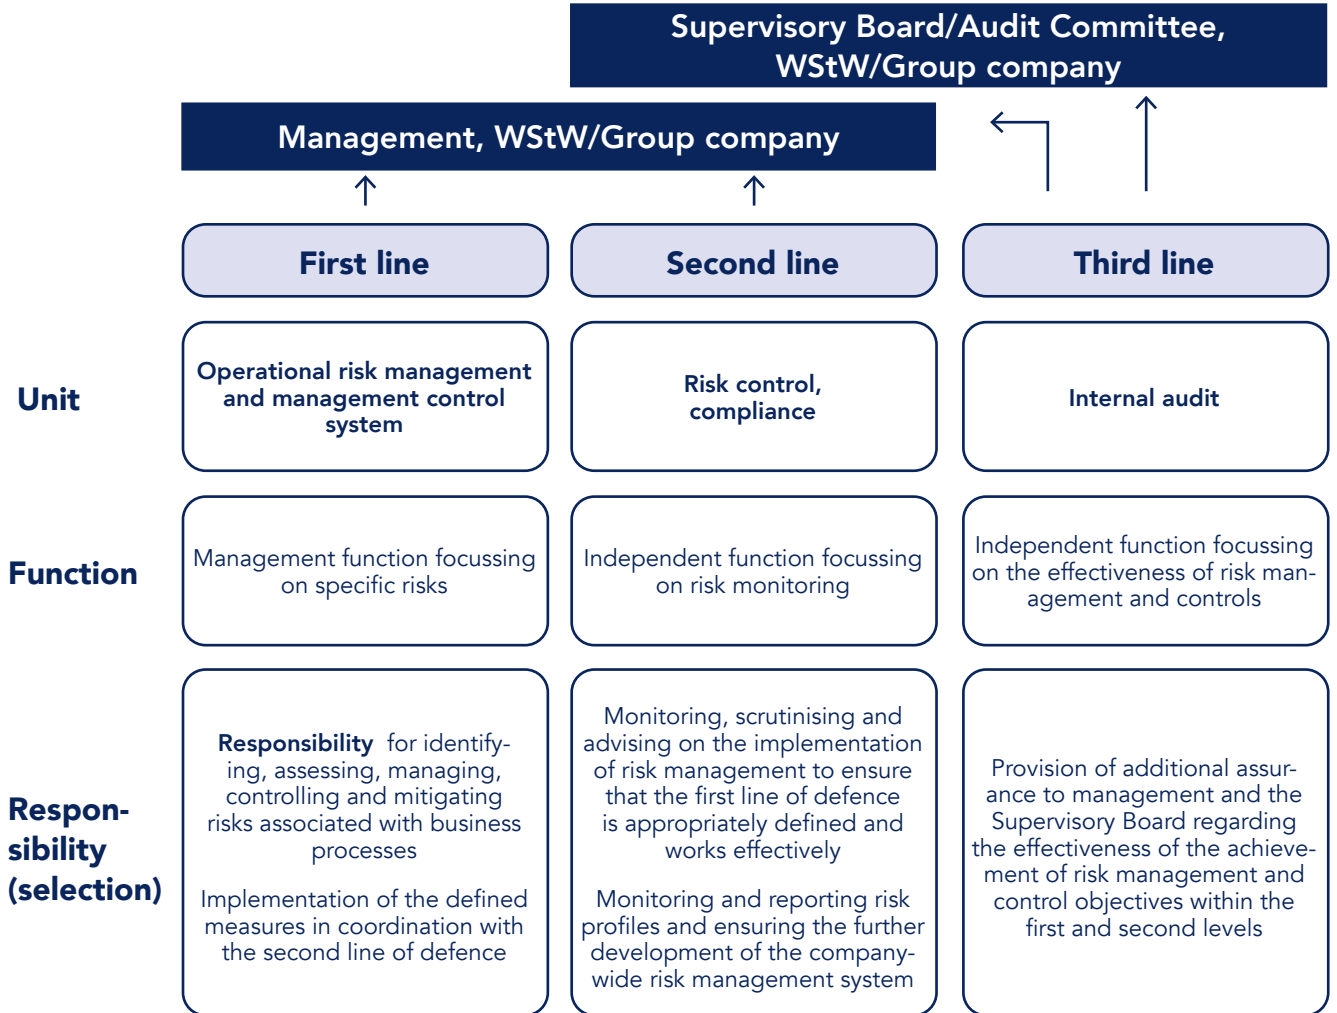 Supervisory Board/Audit Committee,
WStW/Group company
Management, WStW/Group company
First line
Second line
Third line
Unit
Operational risk management
and management control
system
Risk control,
compliance
Internal audit
Function
Management function focussing
on specific risks
Independent function focussing
on risk monitoring
Independent function focussing
on the effectiveness of risk man-
agement and controls
Respon-
sibility
(selection)
Responsibility for identify-
ing, assessing, managing,
controlling and mitigating
risks associated with business
processes
Implementation of the defined
measures in coordination with
the second line of defence
Monitoring, scrutinising and
advising on the implementation
of risk management to ensure
that the first line of defence
is appropriately defined and
works effectively
Monitoring and reporting risk
profiles and ensuring the further
development of the company-
wide risk management system
Provision of additional assur-
ance to management and the
Supervisory Board regarding
the effectiveness of the achieve-
ment of risk management and
control objectives within the
first and second levels